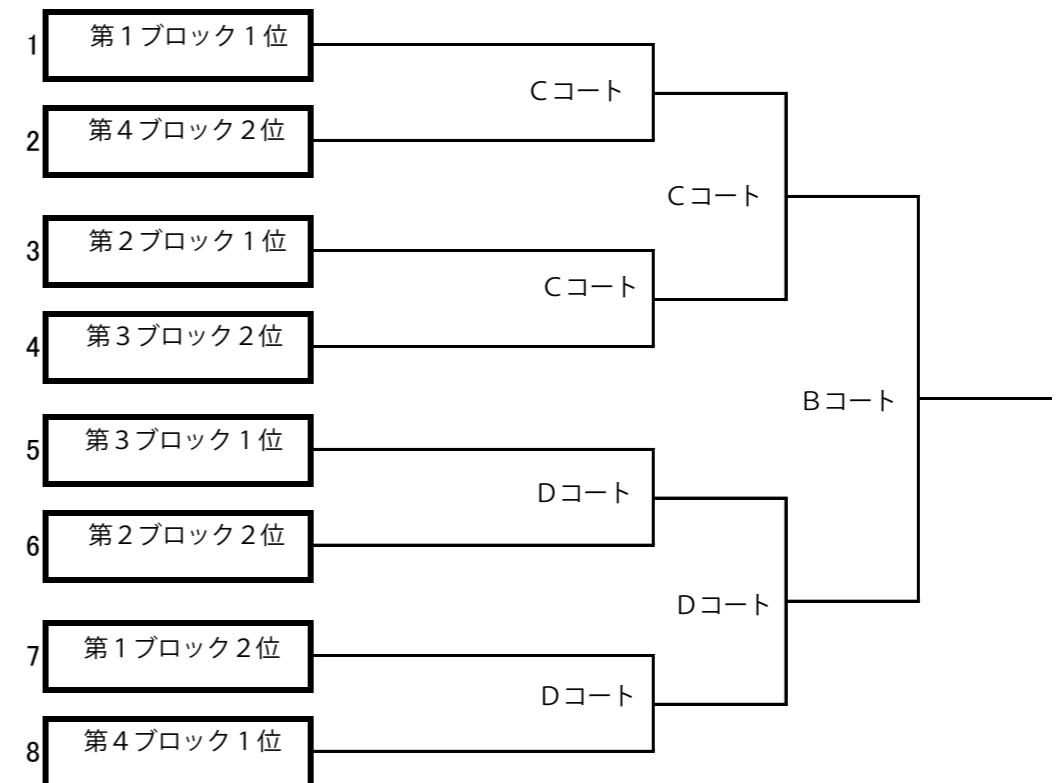 1 第１ブロック１位
Ｃコート
2 第４ブロック２位
Ｃコート
3 第２ブロック１位
Ｃコート
4 第３ブロック２位
Ｂコート
5 第３ブロック１位
Ｄコート
6 第２ブロック２位
Ｄコート
7 第１ブロック２位
Ｄコート
8 第４ブロック１位